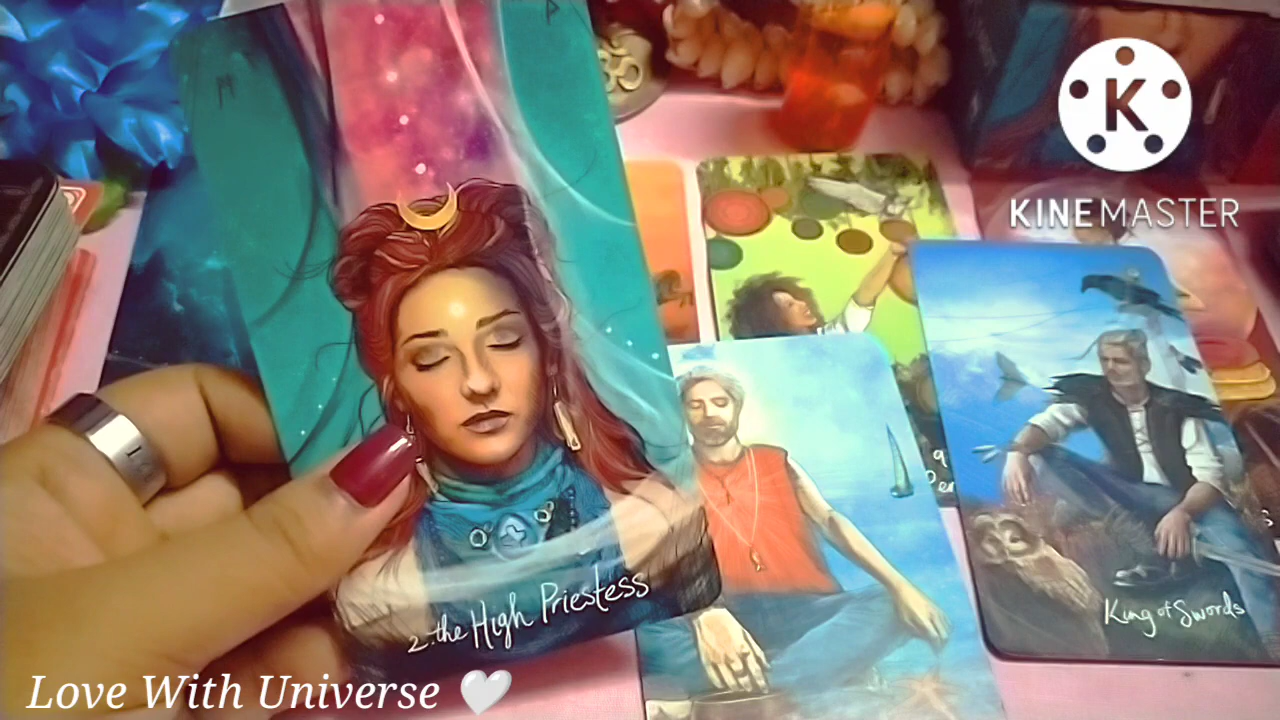 K
KINEMASTER
2. the High Priestess
King of Swords
Love With Universe 🤍